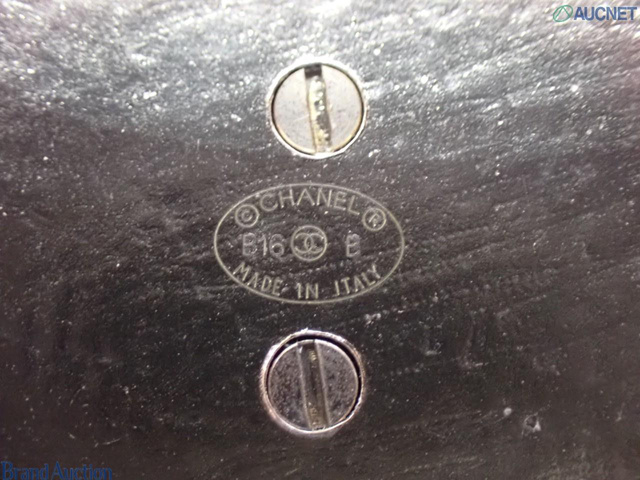 AUCNET
© CHANEL ®
B16 B
MADE IN ITALY
Brand Auction